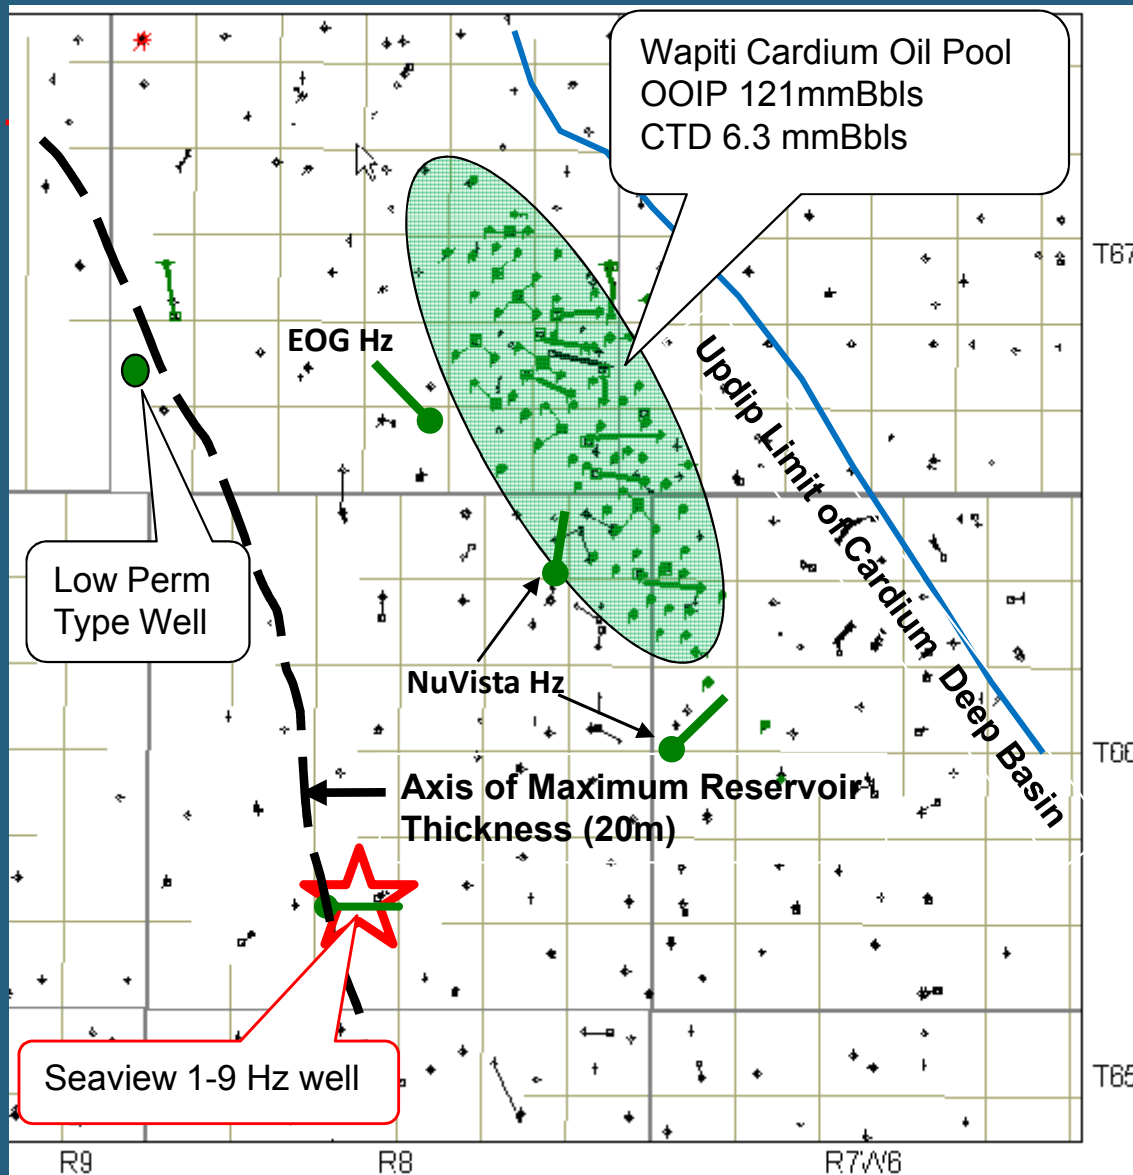 Wapiti Cardium Oil Pool
OOIP 121mmBbls
CTD 6.3 mmBbls
T67
EOG Hz
Updip Limit of Cardium Deep Basin
Low Perm
Type Well
NuVista Hz
T66
Axis of Maximum Reservoir
Thickness (20m)
Seaview 1-9 Hz well
T65
R9
R8
R7W6